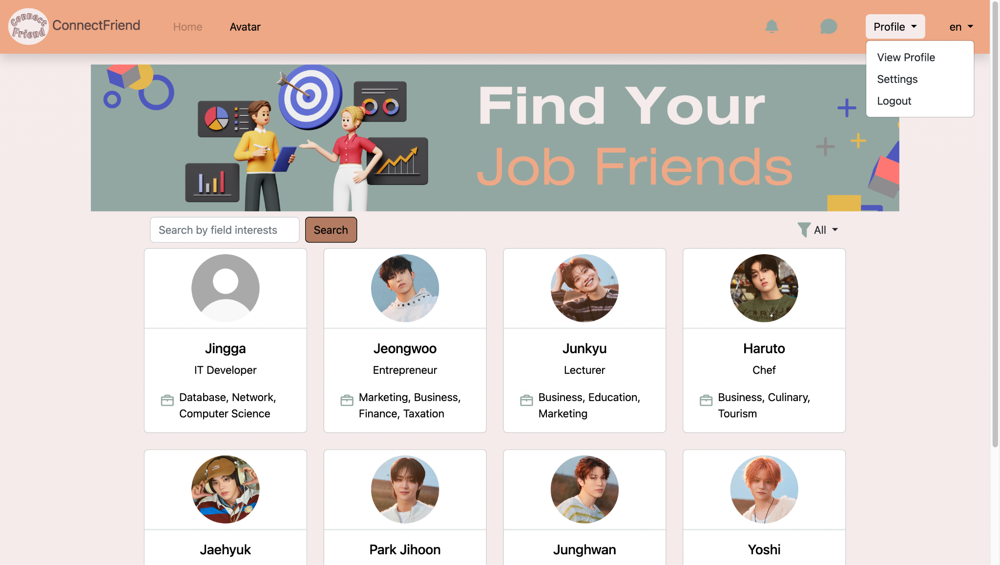 Connect
Friend
ConnectFriend
Home
Avatar
Profile
en
View Profile
Settings
Logout
Find Your
Job Friends
Search by field interests
Search
All
Jingga
IT Developer
Database, Network,
Computer Science
Jeongwoo
Entrepreneur
Marketing, Business,
Finance, Taxation
Junkyu
Lecturer
Business, Education,
Marketing
Haruto
Chef
Business, Culinary,
Tourism
Jaehyuk
Park Jihoon
Junghwan
Yoshi